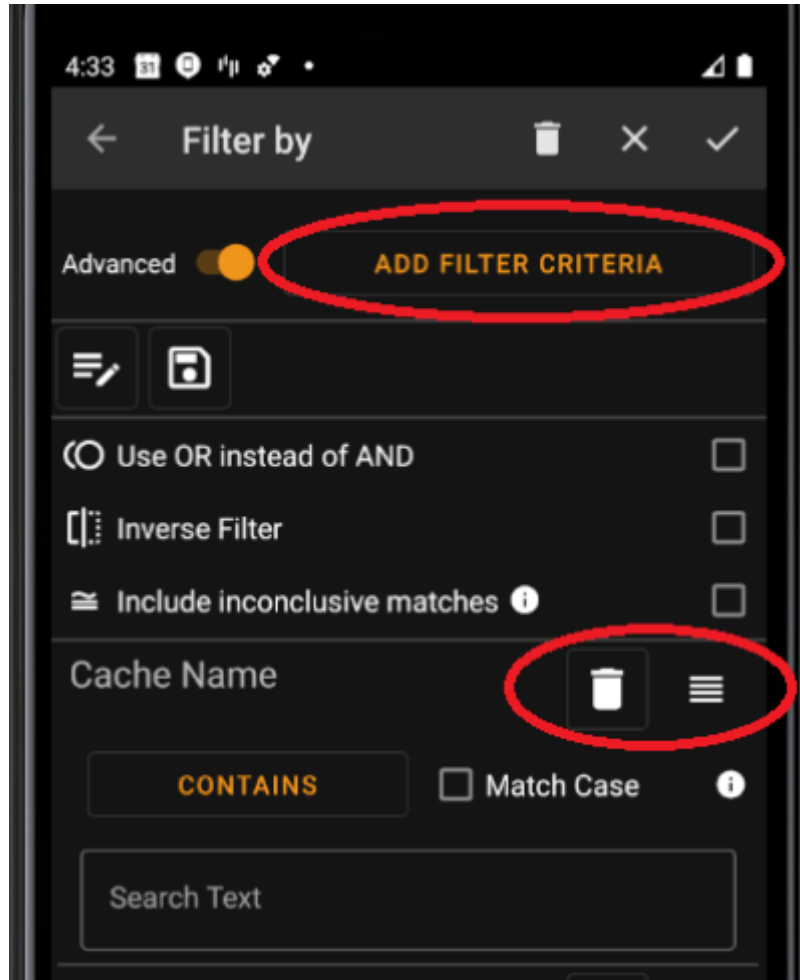 4:33 31
Filter by
Advanced ADD FILTER CRITERIA
Use OR instead of AND
Inverse Filter
Include inconclusive matches
Cache Name
CONTAINS Match Case
Search Text